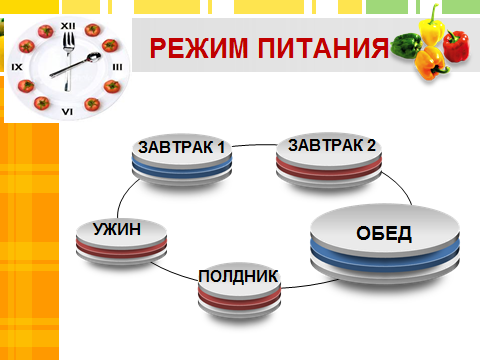 РЕЖИМ ПИТАНИЯ
XII
III
VI
IX
ЗАВТРАК 1
ЗАВТРАК 2
ОБЕД
ПОЛДНИК
УЖИН